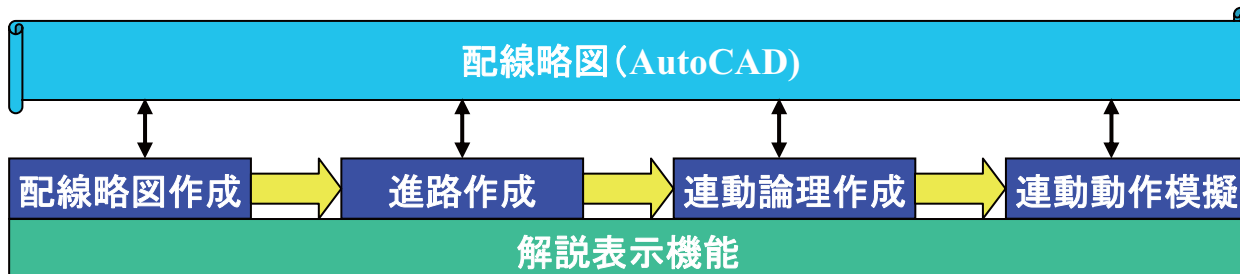 配線略図(AutoCAD)
配線略図作成
進路作成
連動論理作成
連動動作模擬
解説表示機能